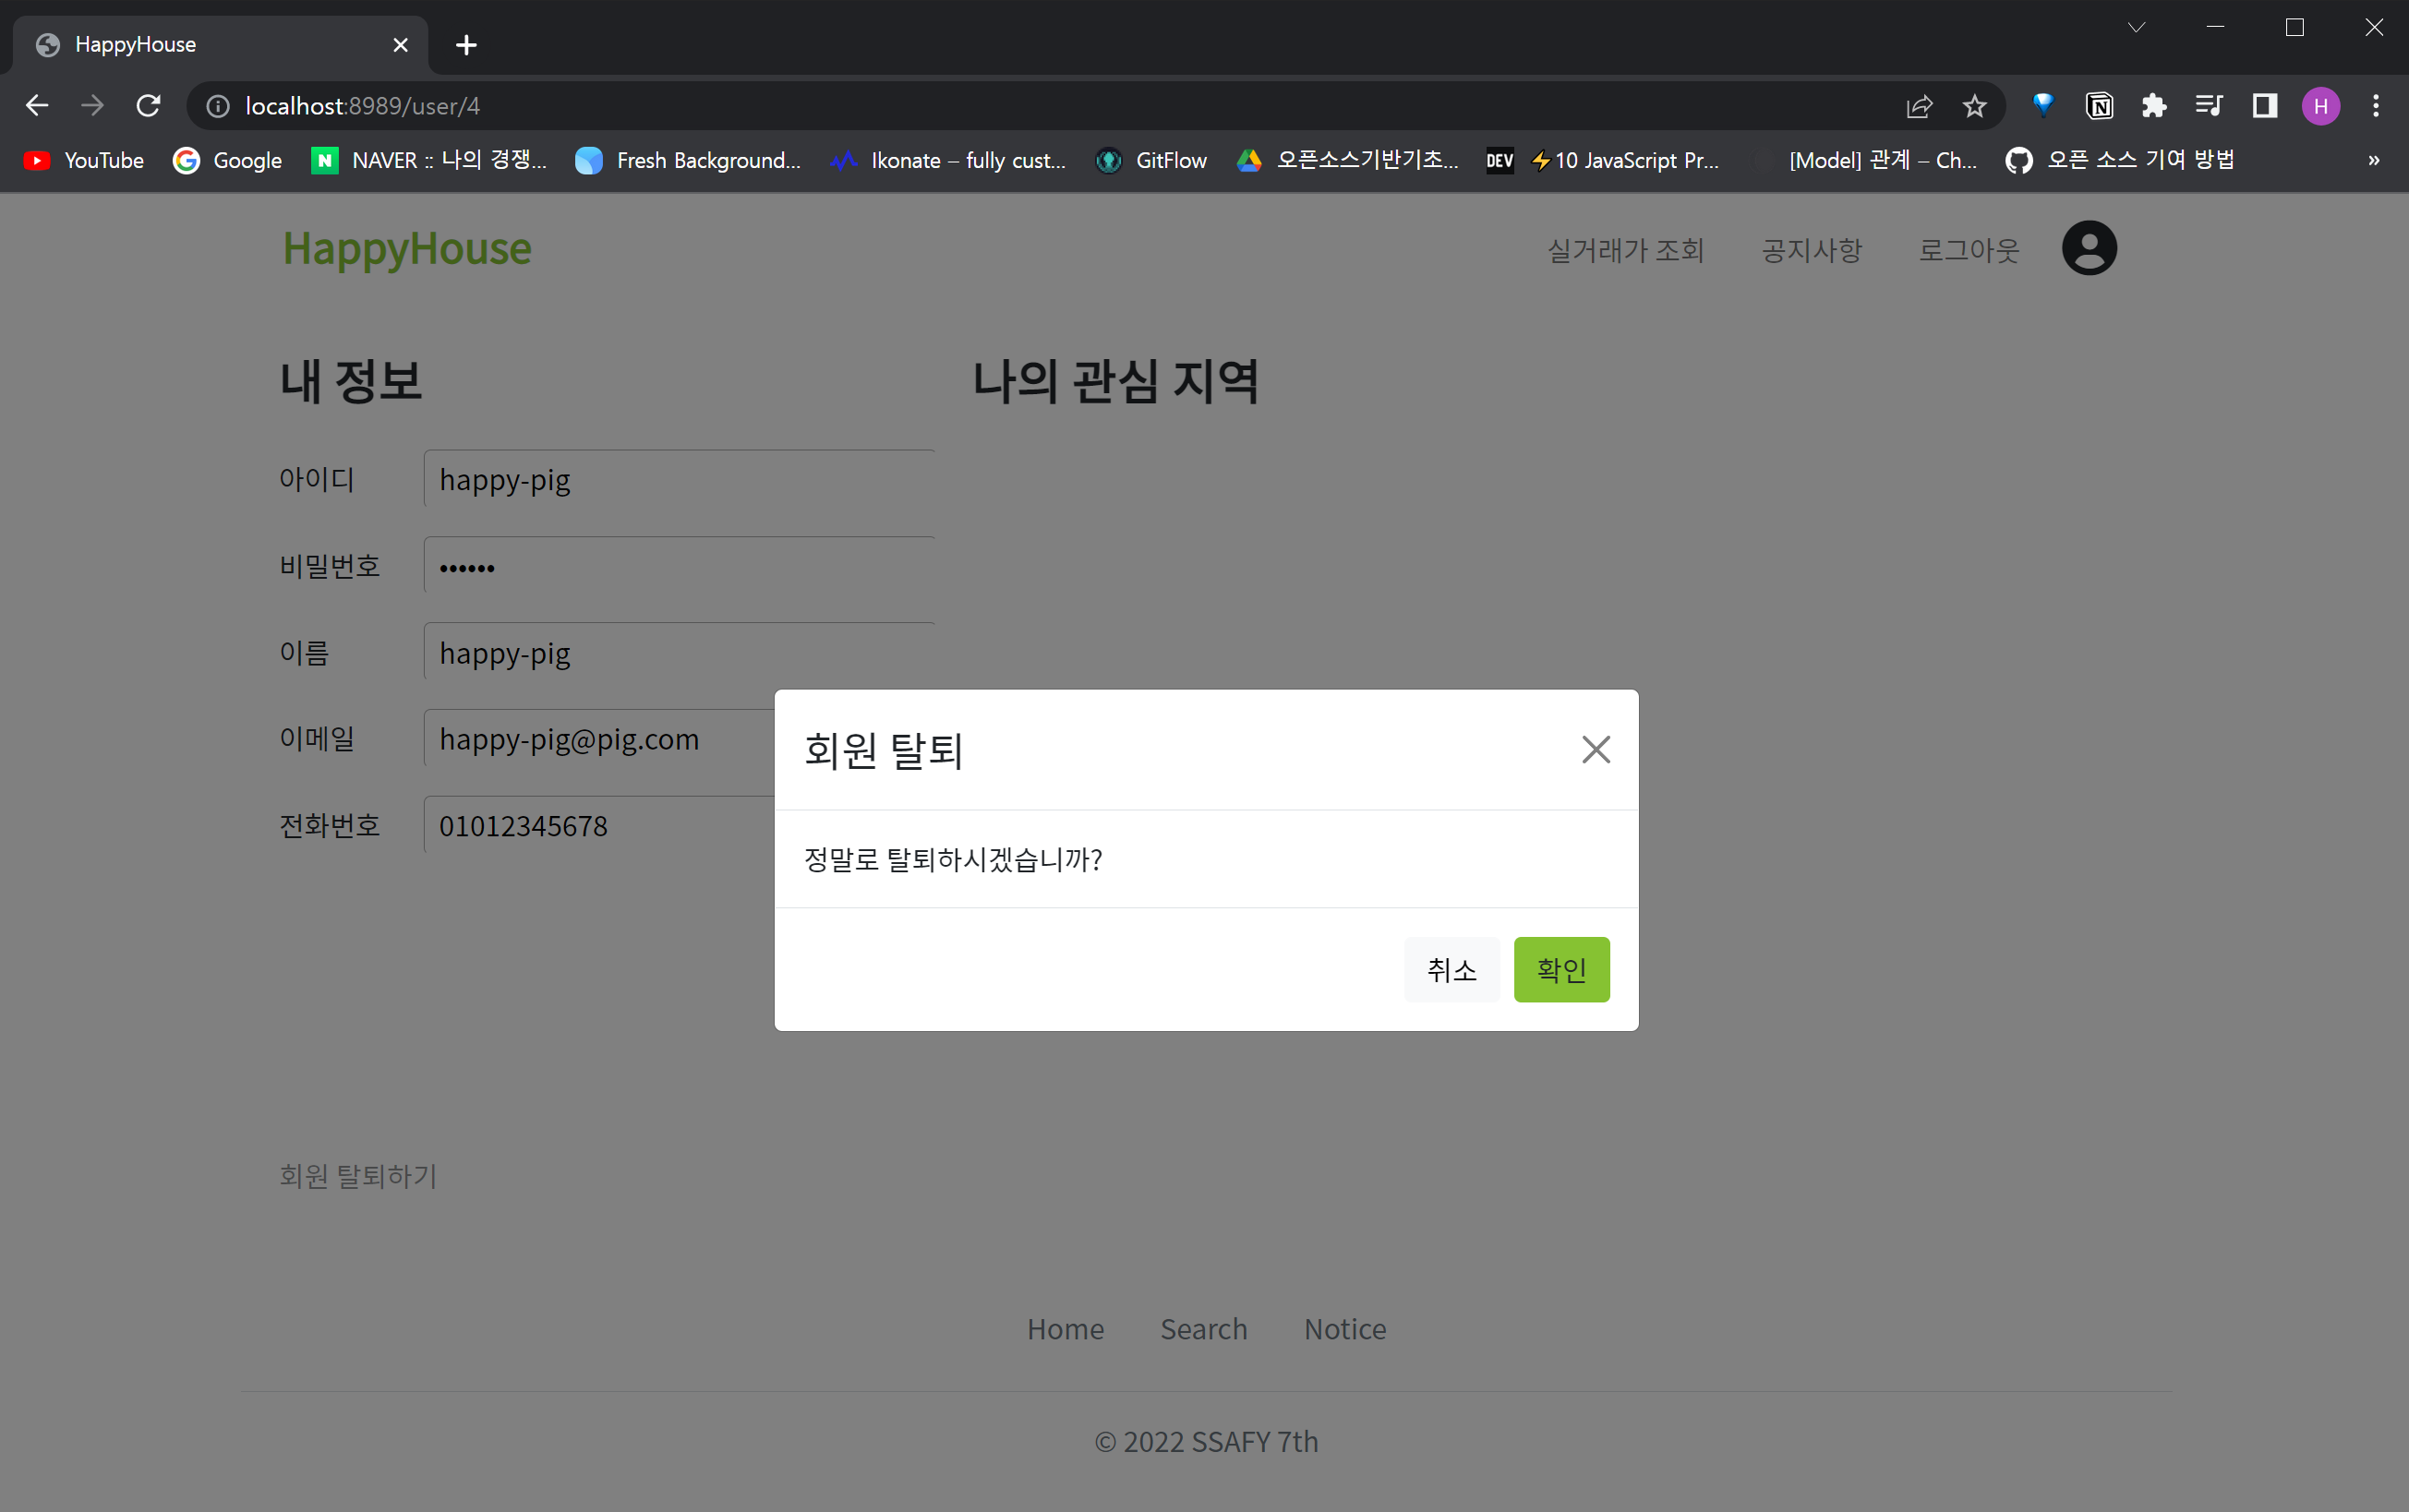 HappyHouse
localhost:8989/user/4
H
YouTube
Google
N NAVER :: 나의 경쟁...
Fresh Background...
Ikonate – fully cust...
GitFlow
오픈소스기반기초...
DEV ⚡10 JavaScript Pr...
[Model] 관계 – Ch...
오픈 소스 기여 방법
»
HappyHouse
실거래가 조회
공지사항
로그아웃
내 정보
나의 관심 지역
아이디 happy-pig
비밀번호 ••••••
이름 happy-pig
이메일 happy-pig@pig.com
전화번호 01012345678
회원 탈퇴
정말로 탈퇴하시겠습니까?
취소 확인
회원 탈퇴하기
Home Search Notice
© 2022 SSAFY 7th